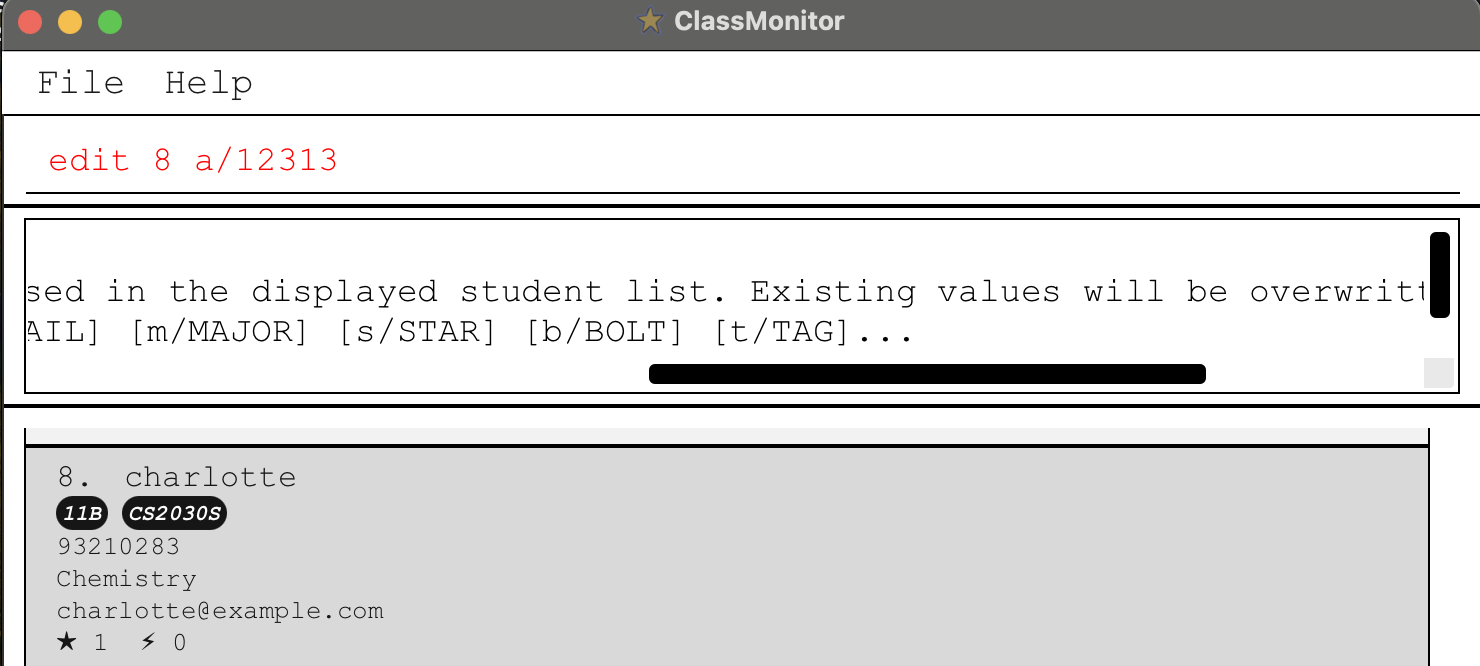 ClassMonitor
File Help
edit 8 a/12313
sed in the displayed student list. Existing values will be
AIL] [m/MAJOR] [s/STAR] [b/BOLT] [t/TAG]...
8. charlotte
11B CS2030S
93210283
Chemistry
charlotte@example.com
★ 1 ⚡ 0